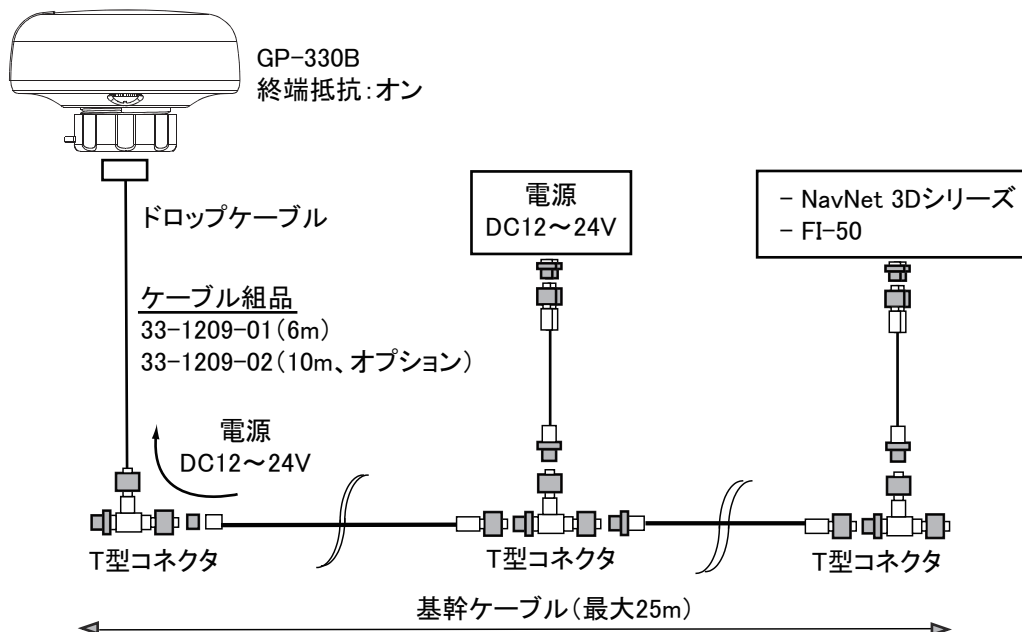 GP-330B
終端抵抗:オン
ドロップケーブル
電源
DC12~24V
- NavNet 3Dシリーズ
- FI-50
ケーブル組品
33-1209-01(6m)
33-1209-02(10m、オプション)
電源
DC12~24V
T型コネクタ
T型コネクタ
T型コネクタ
基幹ケーブル(最大25m)